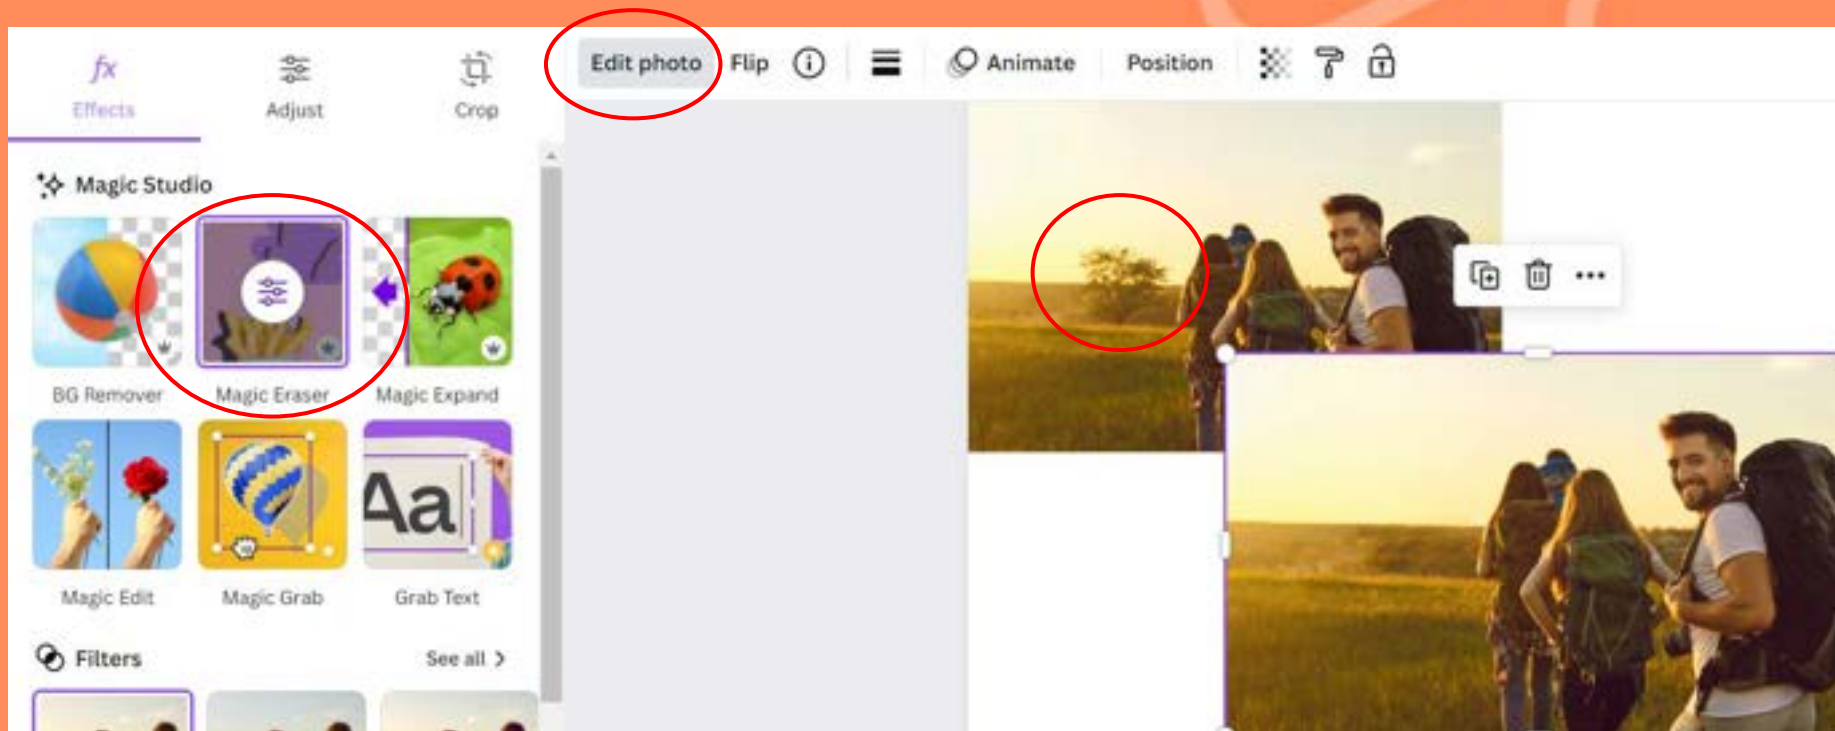 Edit photo Flip Animate Position
Effects Adjust Crop
Magic Studio
BG Remover Magic Eraser Magic Expand
Aa
Magic Edit Magic Grab Grab Text
Filters See all >